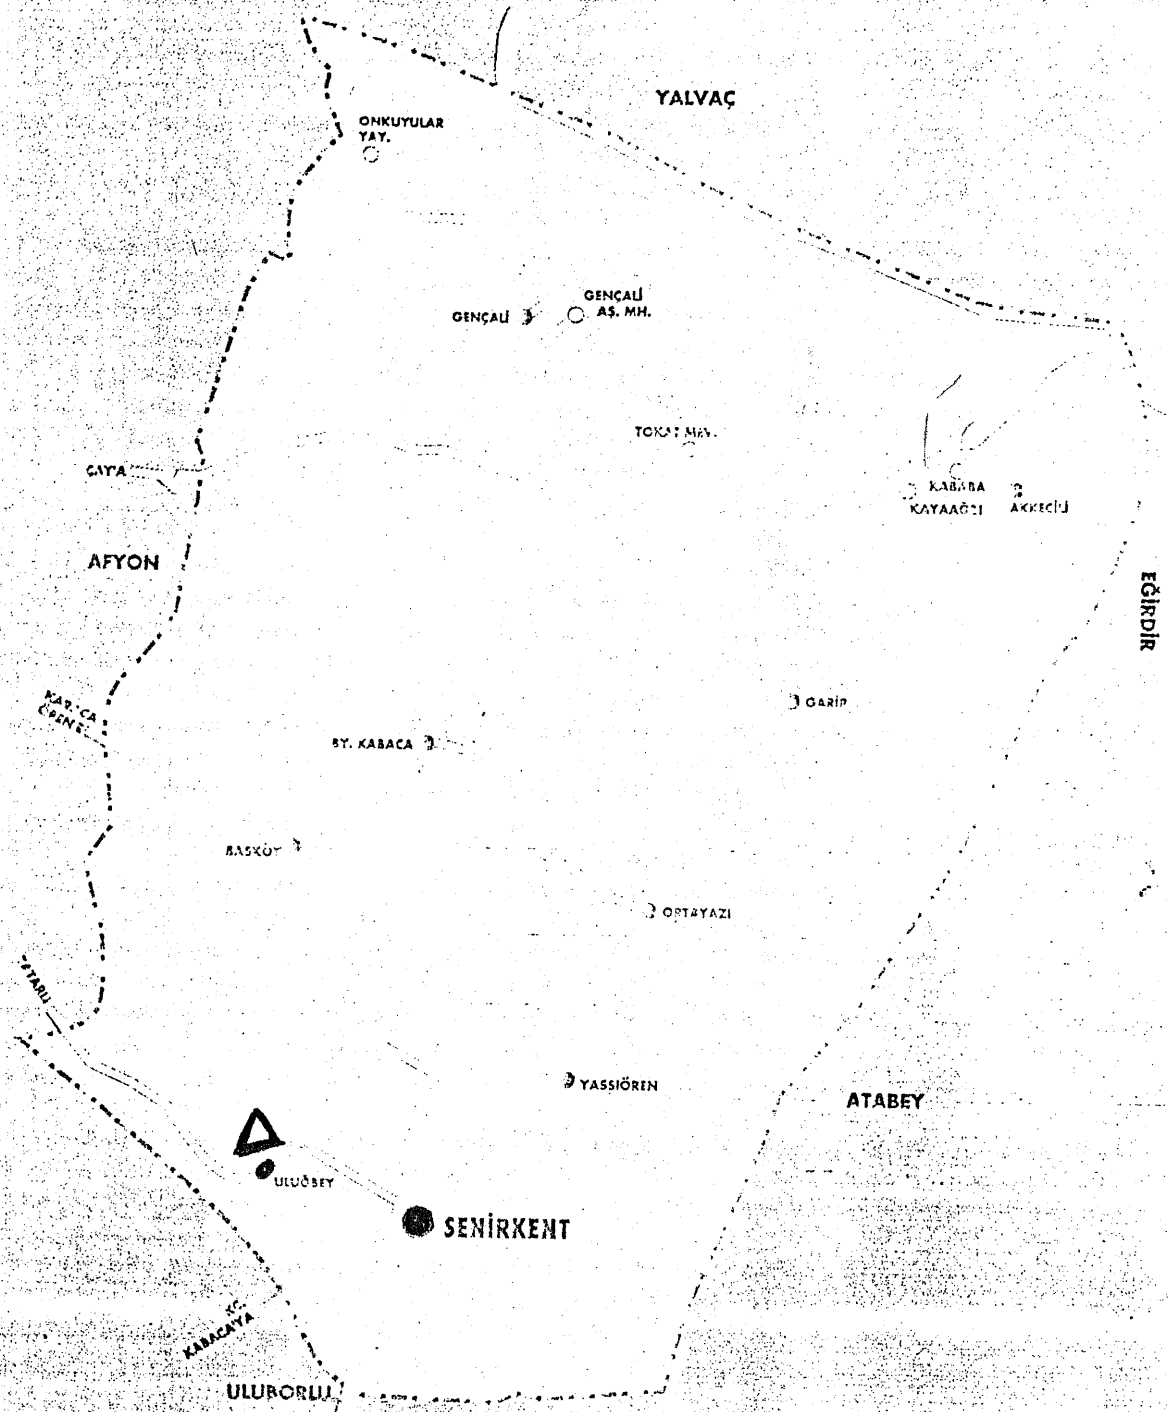 YALVAÇ
ONKUYULAR
YAY.
GENÇALİ
GENÇALİ
AŞ. MH.
TOKAT MEV.
ÇAY'A
KABABA
KAYAAĞZI
AKKEÇİLİ
AFYON
EĞİRDİR
GARİP
BY. KABACA
BAŞKÖY
ORTAYAZI
YASSIÖREN
ATABEY
ULUĞBEY
SENİRKENT
KÇ.
KABACA'YA
ULUBORLU